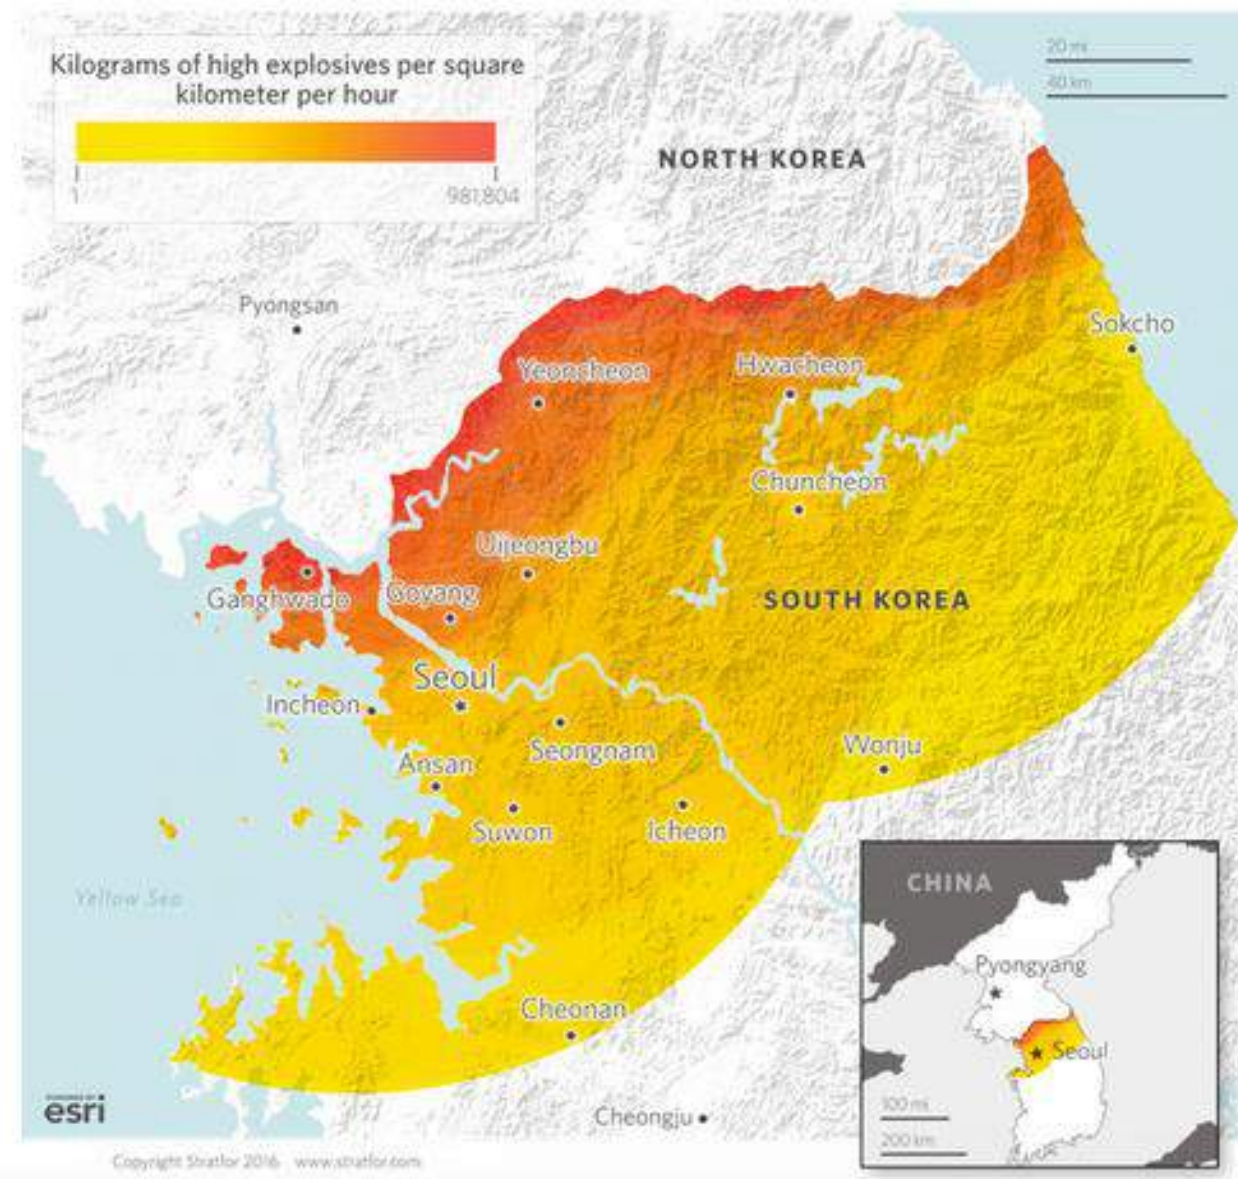 Kilograms of high explosives per square
kilometer per hour
1
981,804
20 mi
40 km
NORTH KOREA
Pyongsan
Sokcho
Yeoncheon
Hwacheon
Chuncheon
Uijeongbu
Ganghwado
Goyang
SOUTH KOREA
Seoul
Incheon
Seongnam
Wonju
Ansan
Suwon
Icheon
Yellow Sea
CHINA
Pyongyang
Seoul
100 mi
200 km
Cheonan
Cheongju
POWERED BY
esri
Copyright Stratfor 2016 www.stratfor.com